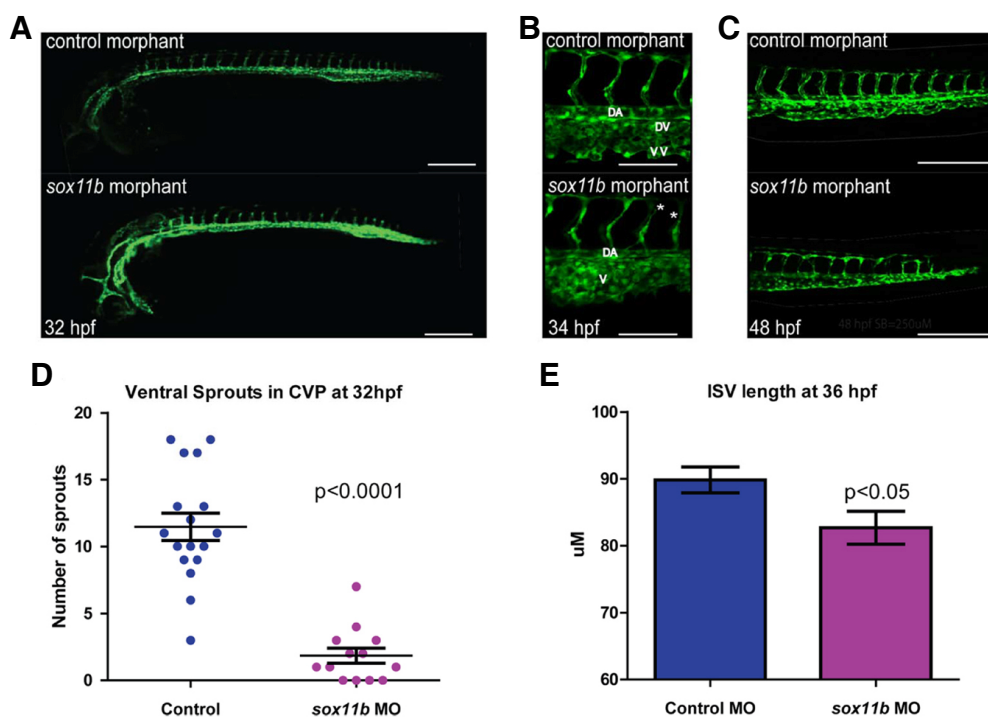 A
control morphant
sox11b morphant
32 hpf
B
control morphant
DA
DV
V V
sox11b morphant
* *
DA
V
34 hpf
C
control morphant
sox11b morphant
48 hpf SB=250uM
48 hpf
D
Ventral Sprouts in CVP at 32hpf
Number of sprouts
20
15
10
5
0
p<0.0001
Control
sox11b MO
E
ISV length at 36 hpf
uM
100
90
80
70
60
p<0.05
Control MO
sox11b MO